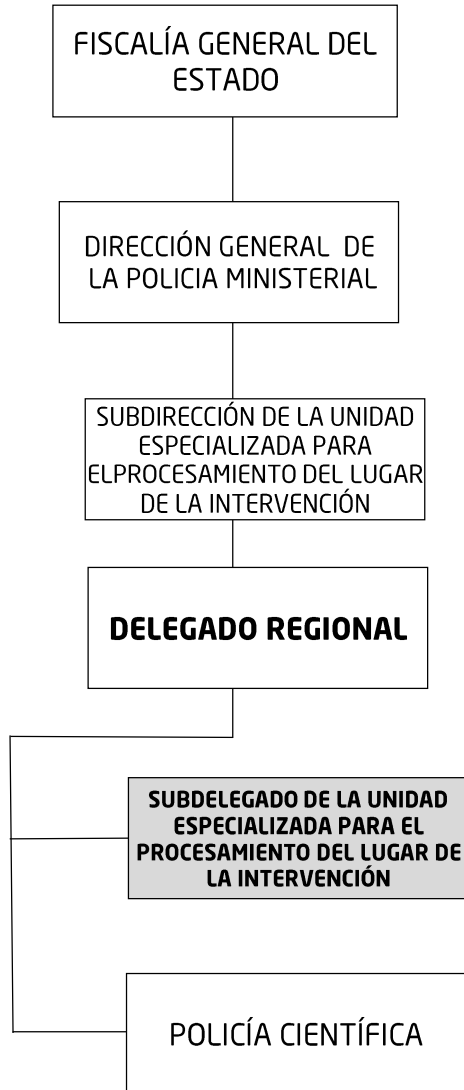 FISCALÍA GENERAL DEL
ESTADO
DIRECCIÓN GENERAL DE
LA POLICIA MINISTERIAL
SUBDIRECCIÓN DE LA UNIDAD
ESPECIALIZADA PARA
ELPROCESAMIENTO DEL LUGAR
DE LA INTERVENCIÓN
DELEGADO REGIONAL
SUBDELEGADO DE LA UNIDAD
ESPECIALIZADA PARA EL
PROCESAMIENTO DEL LUGAR DE
LA INTERVENCIÓN
POLICÍA CIENTÍFICA